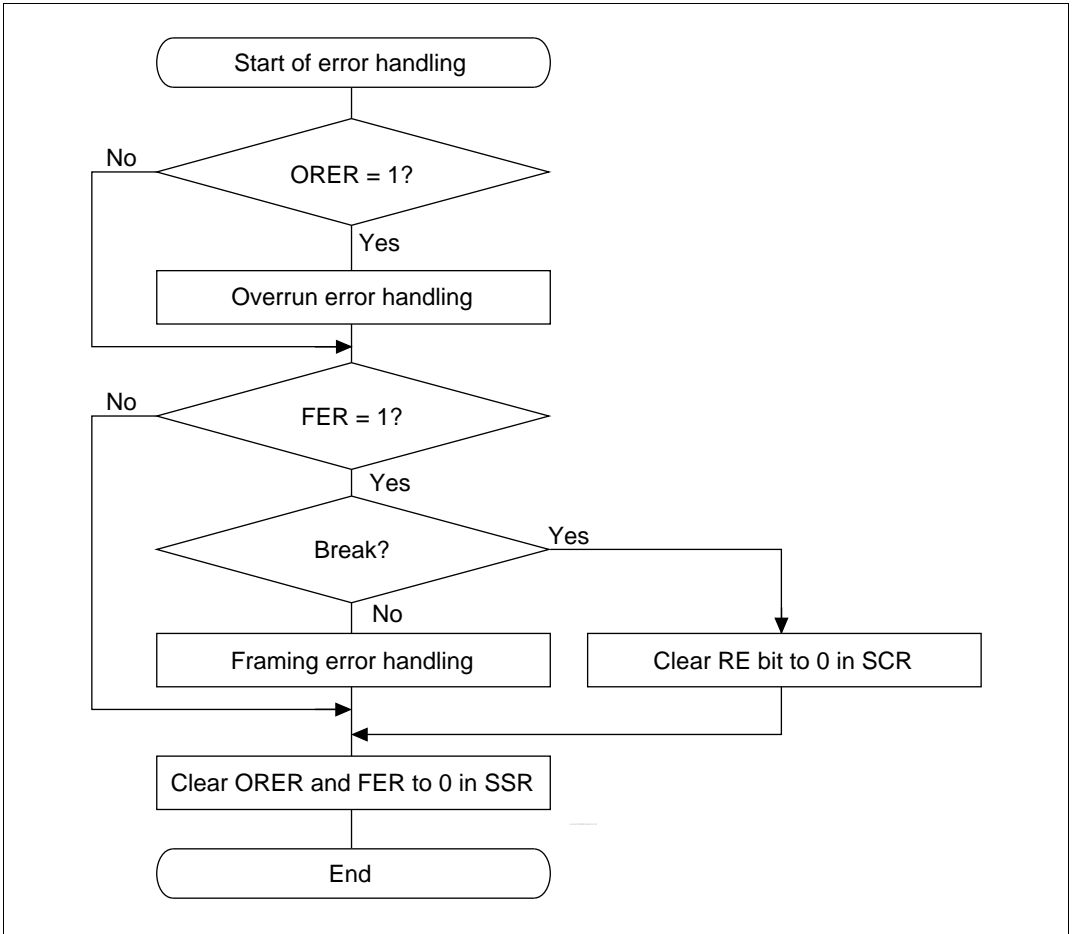 Start of error handling
No
ORER = 1?
Yes
Overrun error handling
No
FER = 1?
Yes
Break?
Yes
No
Framing error handling
Clear RE bit to 0 in SCR
Clear ORER and FER to 0 in SSR
End